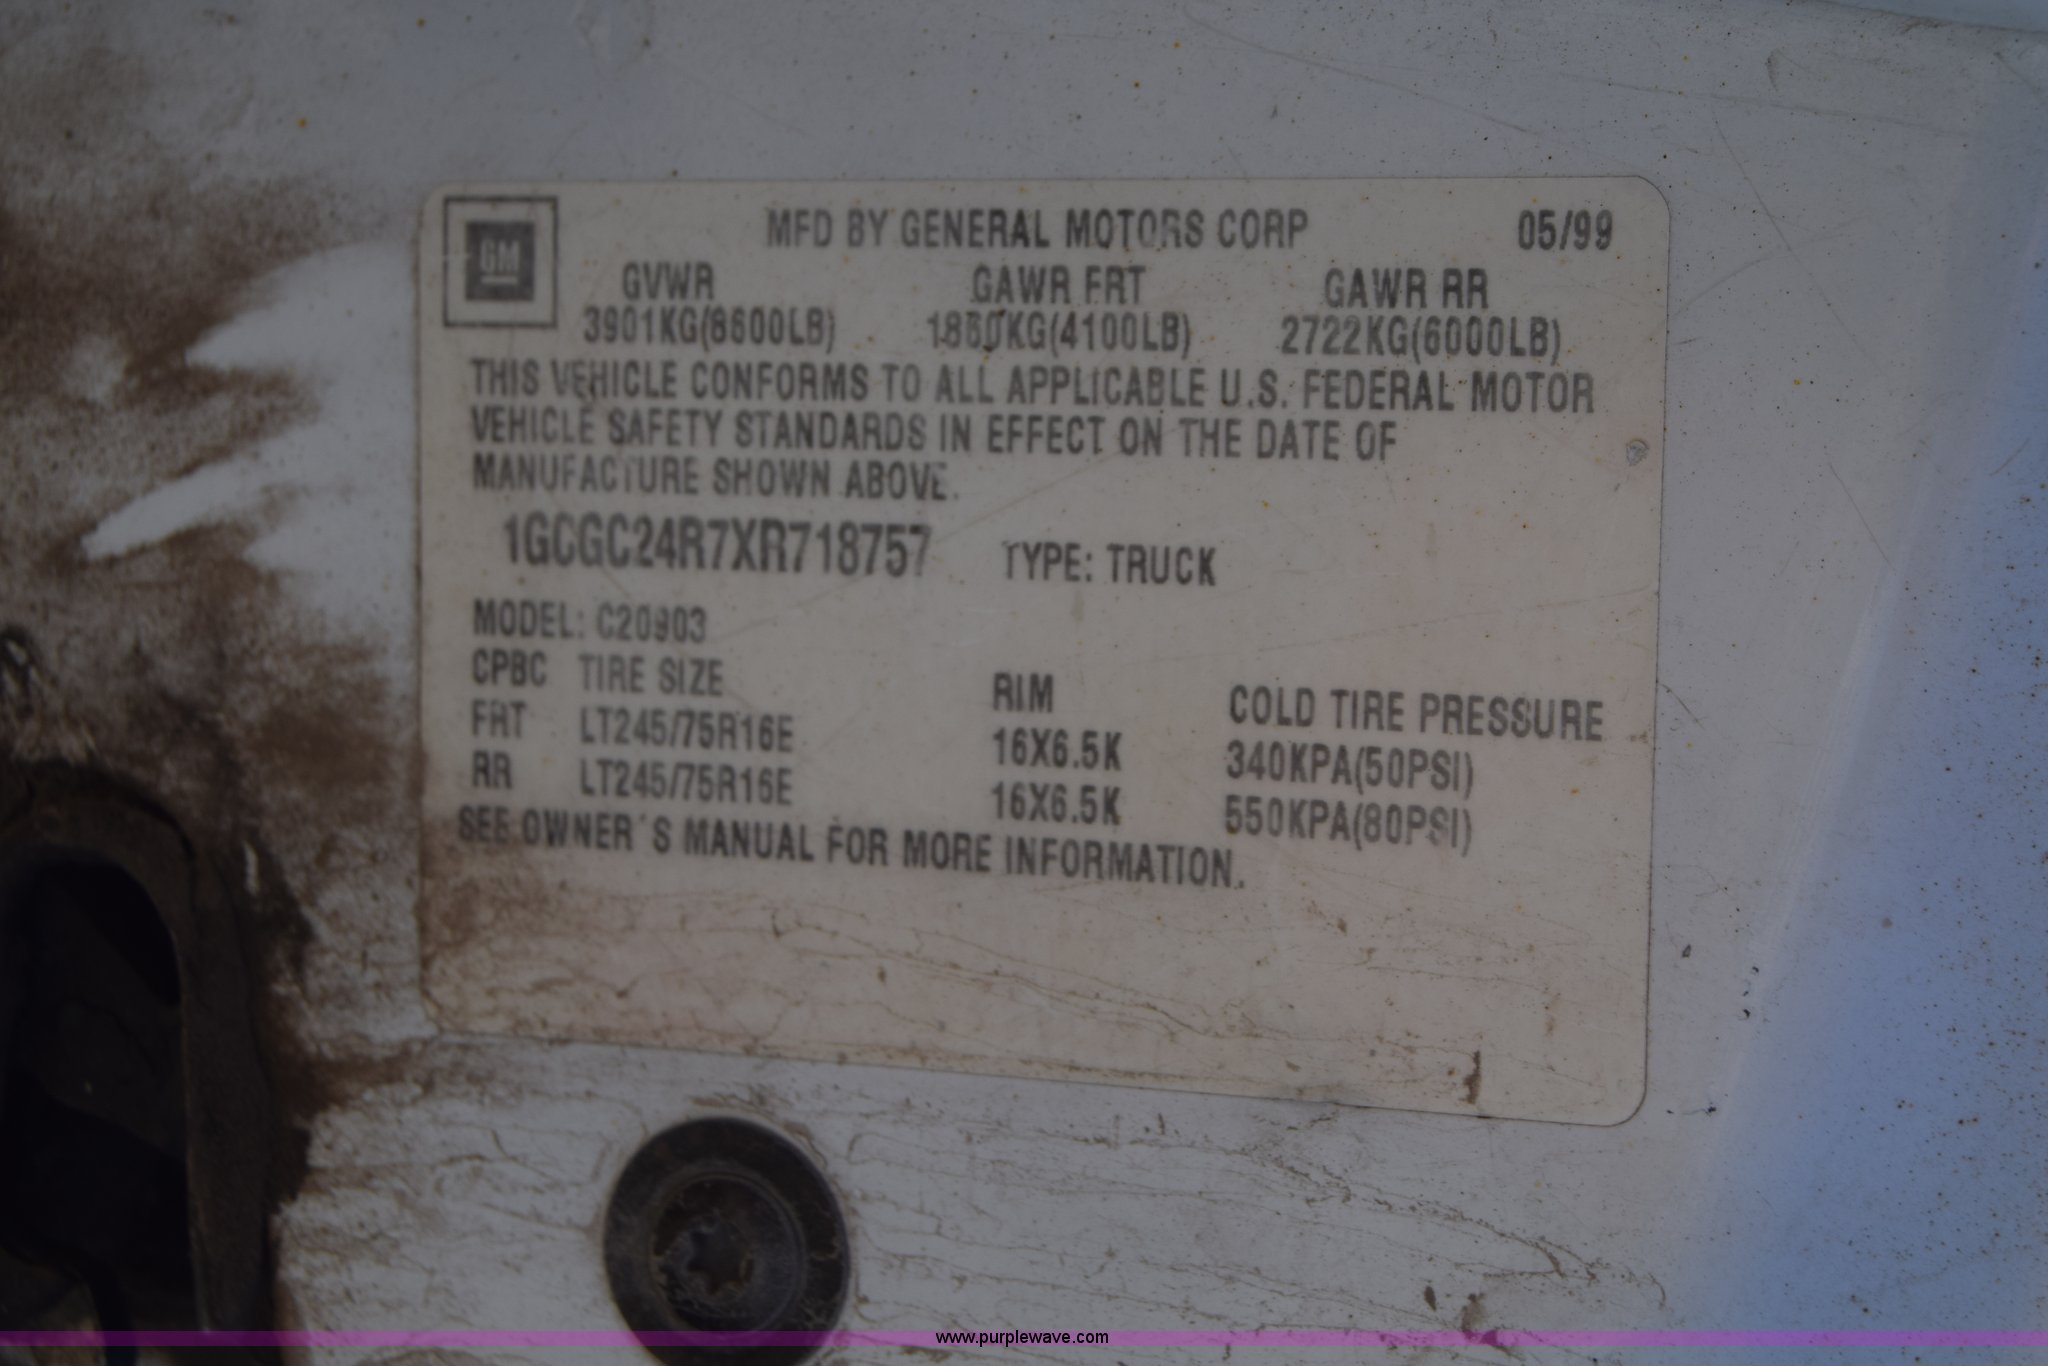 GM
MFD BY GENERAL MOTORS CORP 05/99
GVWR GAWR FRT GAWR RR
3901KG(8600LB) 1860KG(4100LB) 2722KG(6000LB)
THIS VEHICLE CONFORMS TO ALL APPLICABLE U.S. FEDERAL MOTOR
VEHICLE SAFETY STANDARDS IN EFFECT ON THE DATE OF
MANUFACTURE SHOWN ABOVE.
1GCGC24R7XR718757 TYPE: TRUCK
MODEL: C20903
CPBC TIRE SIZE RIM COLD TIRE PRESSURE
FRT LT245/75R16E 16X6.5K 340KPA(50PSI)
RR LT245/75R16E 16X6.5K 550KPA(80PSI)
SEE OWNER'S MANUAL FOR MORE INFORMATION.
www.purplewave.com